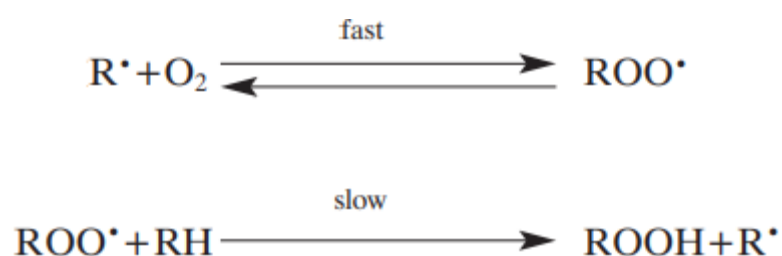 fast
R•+O₂ ROO•
slow
ROO•+RH ROOH+R•